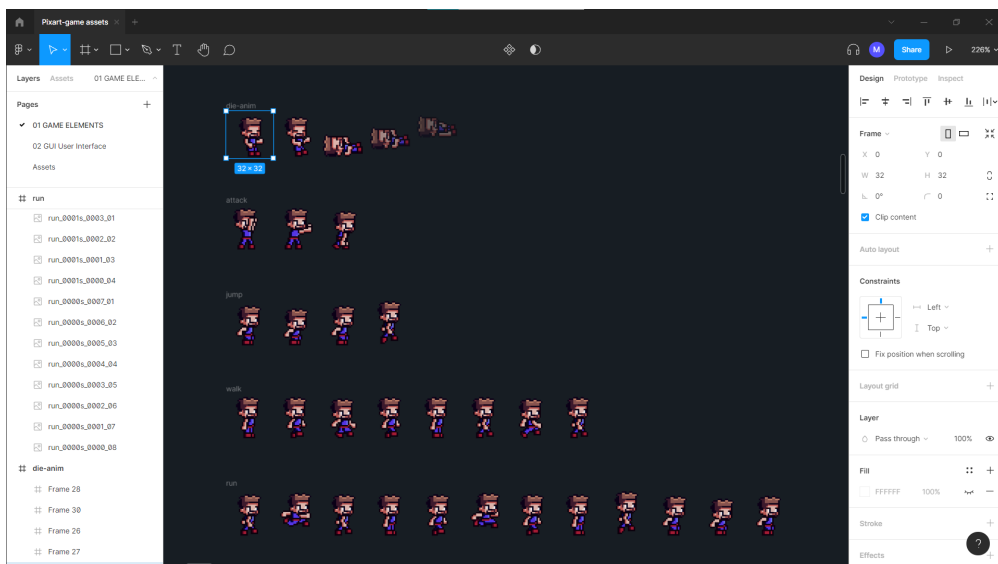 Pixart-game assets
M
Share
226%
Layers Assets 01 GAME ELE...
Pages
01 GAME ELEMENTS
02 GUI User Interface
Assets
run
run_0001s_0003_01
run_0001s_0002_02
run_0001s_0001_03
run_0001s_0000_04
run_0000s_0007_01
run_0000s_0006_02
run_0000s_0005_03
run_0000s_0004_04
run_0000s_0003_05
run_0000s_0002_06
run_0000s_0001_07
run_0000s_0000_08
die-anim
Frame 28
Frame 30
Frame 26
Frame 27
die-anim
32 × 32
attack
jump
walk
run
Design Prototype Inspect
Frame
X 0 Y 0
W 32 H 32
0° 0
Clip content
Auto layout
Constraints
Left
Top
Fix position when scrolling
Layout grid
Layer
Pass through 100%
Fill
FFFFFF 100%
Stroke
Effects
?